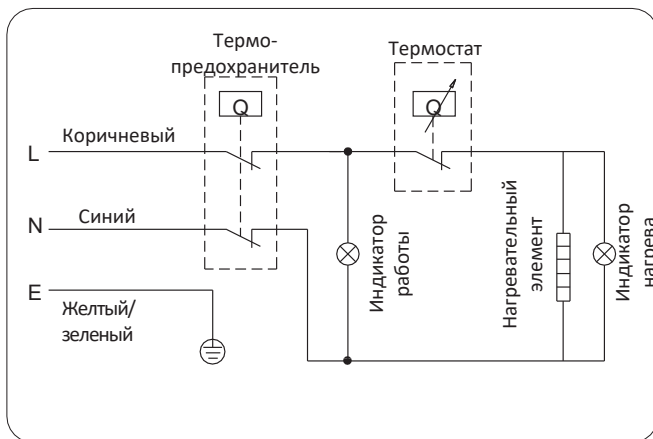 Термо-
предохранитель
Термостат
Q
Q
L
Коричневый
N
Синий
E
Желтый/
зеленый
Индикатор
работы
Нагревательный
элемент
Индикатор
нагрева